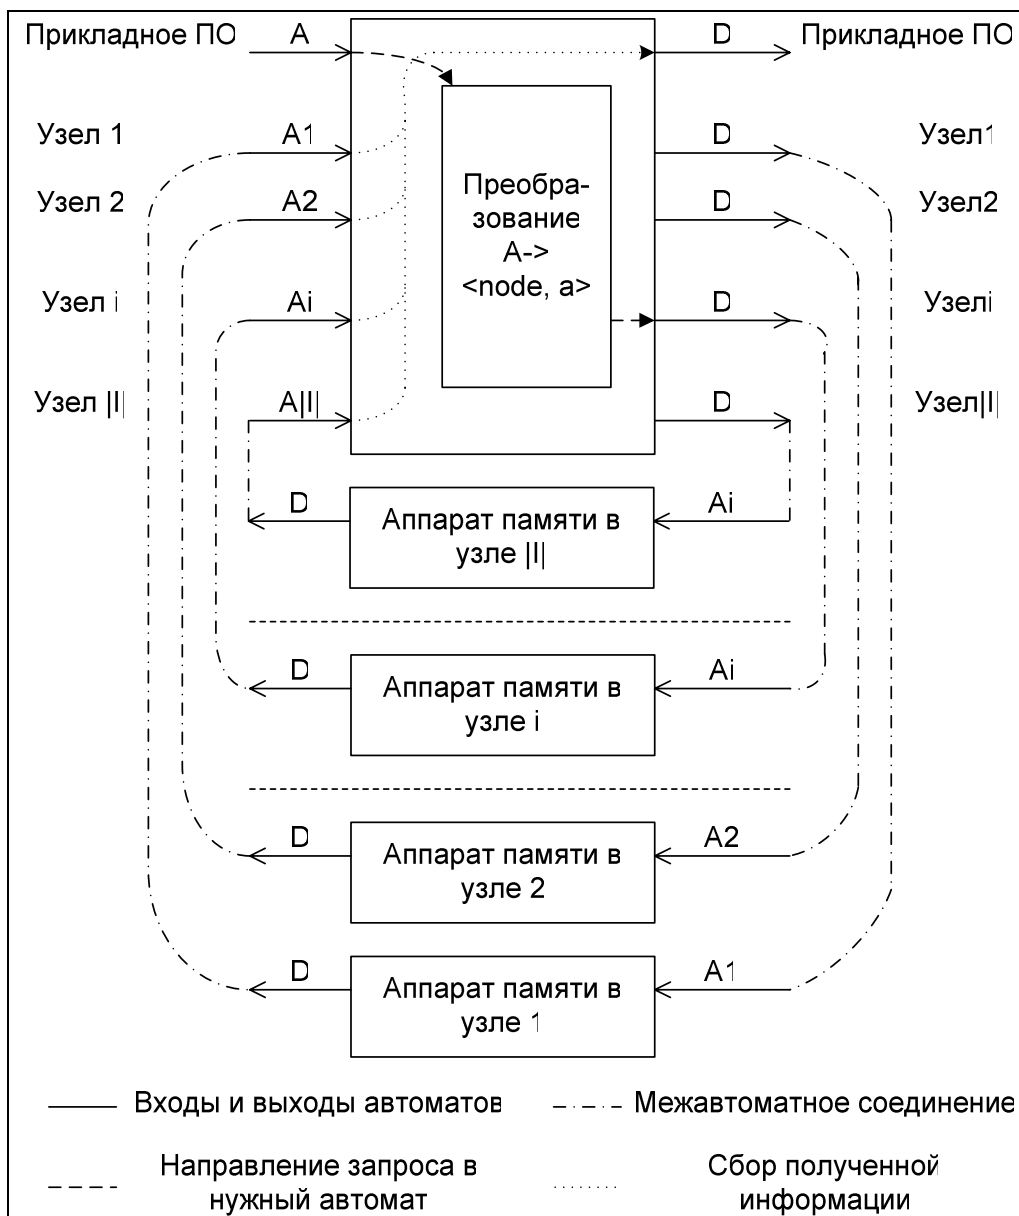 Прикладное ПО A D Прикладное ПО
Узел 1 A1 D Узел1
Узел 2 A2 D Узел2
Преобра-
зование
A->
<node, a>
Узел i Ai D Узелi
Узел |I| A|I| D Узел|I|
D Аппарат памяти в Ai
узле |I|
D Аппарат памяти в Ai
узле i
D Аппарат памяти в A2
узле 2
D Аппарат памяти в A1
узле 1
Входы и выходы автоматов
Межавтоматное соединение
Направление запроса в
нужный автомат
Сбор полученной
информации